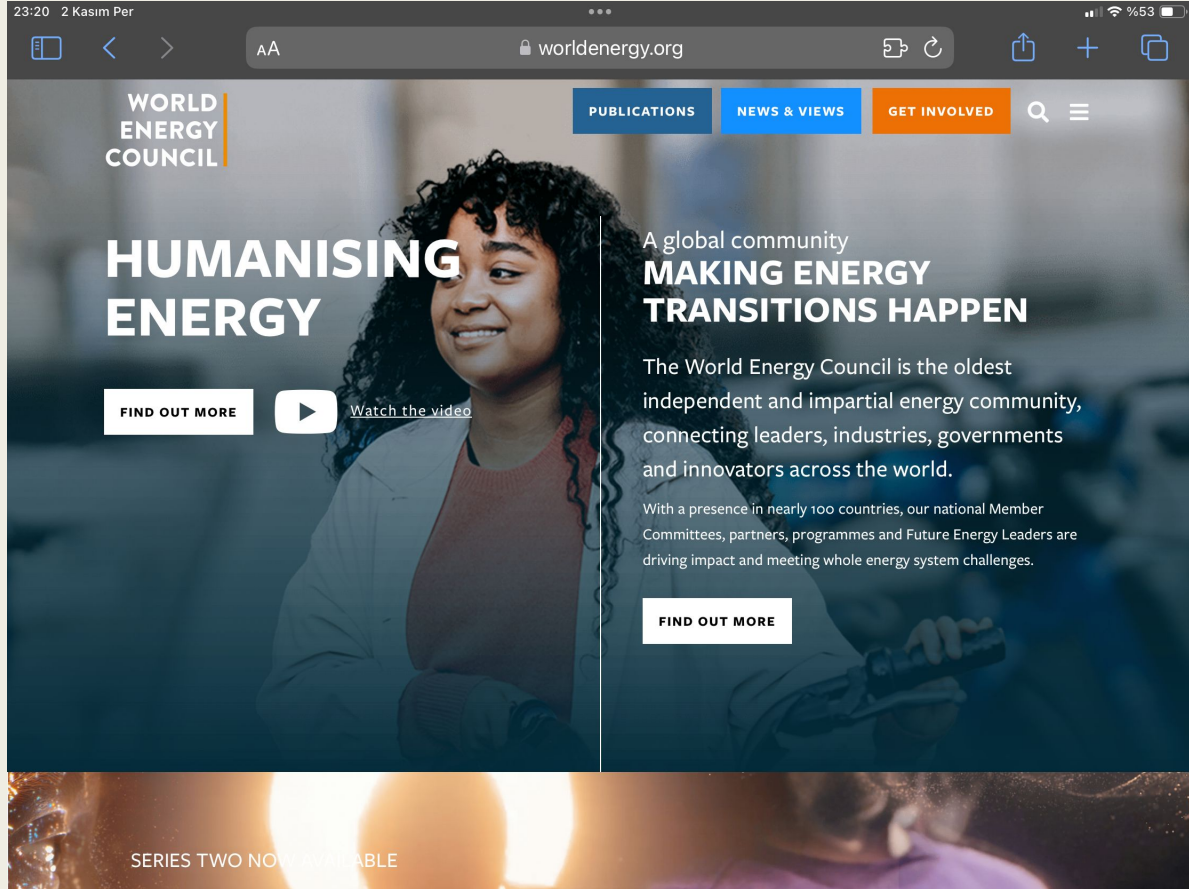 23:20 2 Kasım Per
%53
AA
worldenergy.org
WORLD
ENERGY
COUNCIL
PUBLICATIONS
NEWS & VIEWS
GET INVOLVED
HUMANISING
ENERGY
FIND OUT MORE
Watch the video
A global community
MAKING ENERGY
TRANSITIONS HAPPEN
The World Energy Council is the oldest
independent and impartial energy community,
connecting leaders, industries, governments
and innovators across the world.
With a presence in nearly 100 countries, our national Member
Committees, partners, programmes and Future Energy Leaders are
driving impact and meeting whole energy system challenges.
FIND OUT MORE
SERIES TWO NOW AVAILABLE